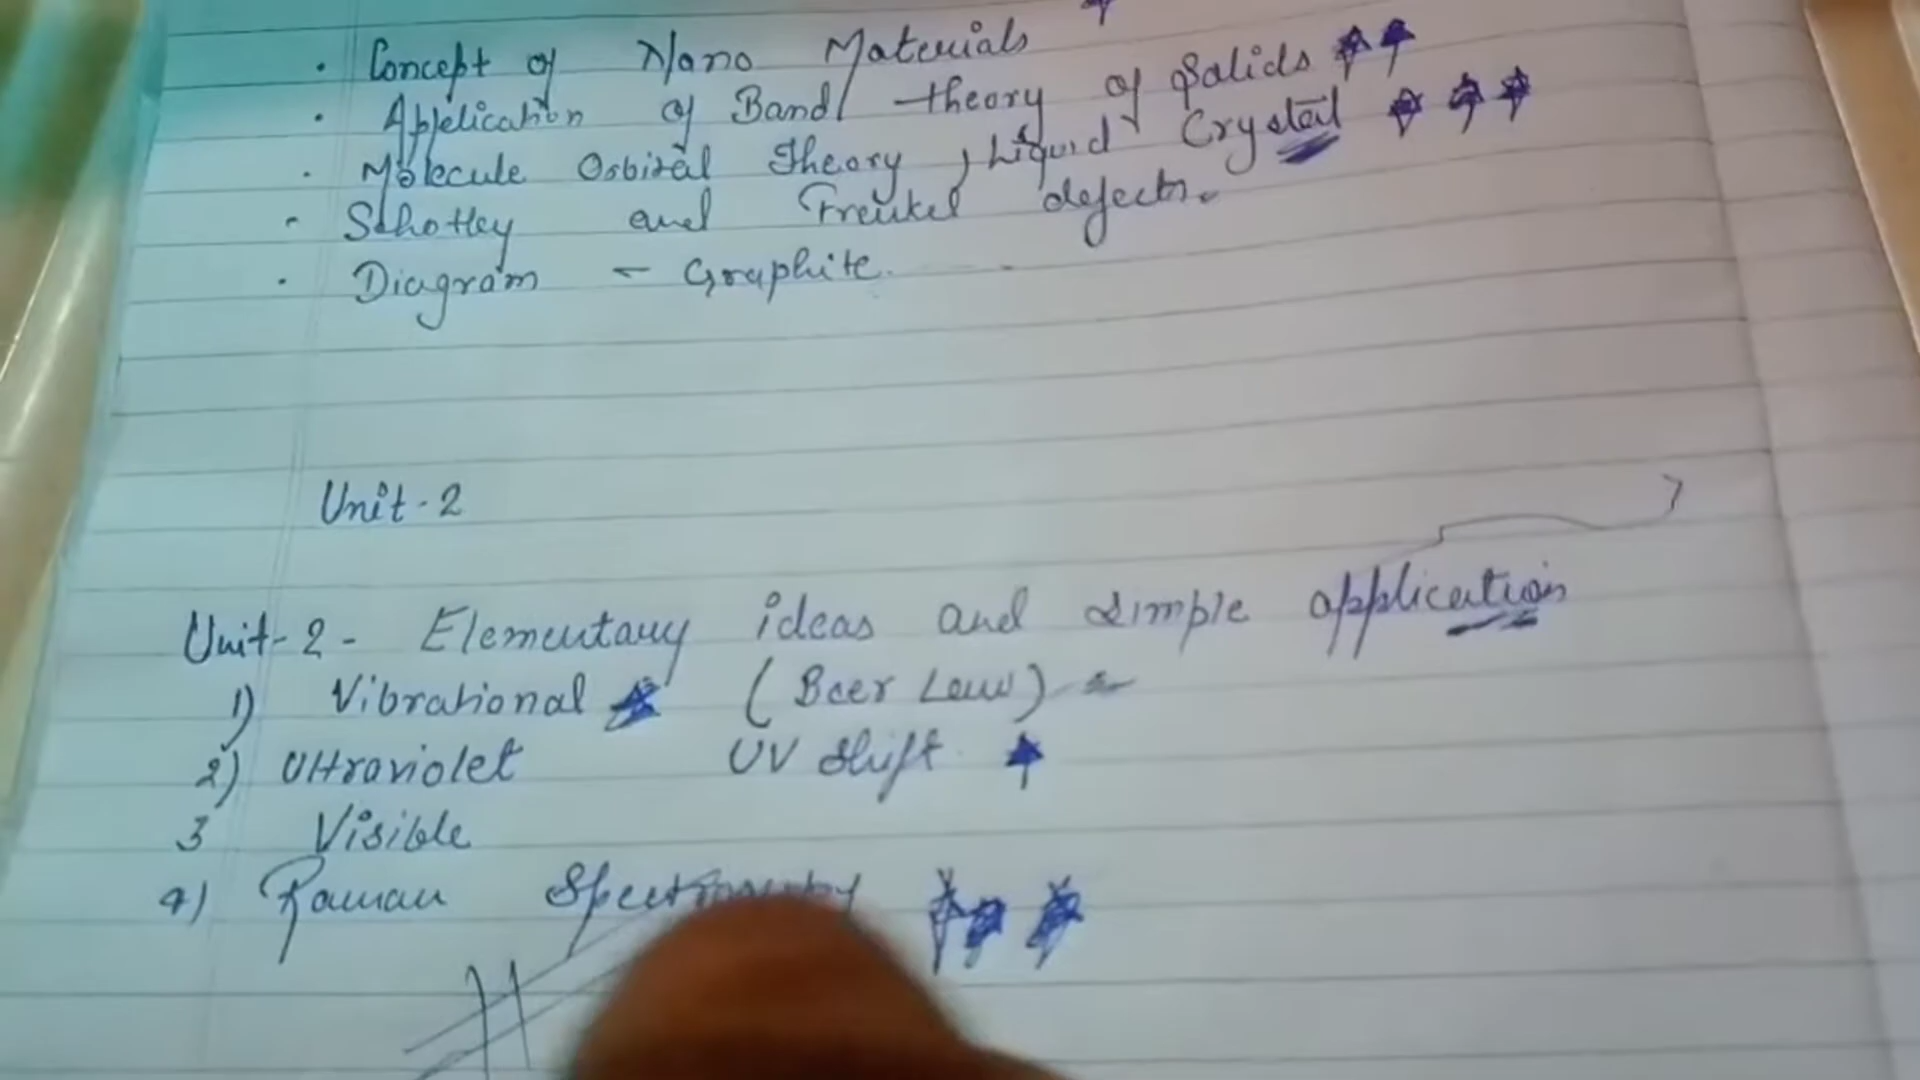 • Concept of Nano Materials
• Application of Band theory of Solids
• Molecule Orbital Theory, Liquid Crystal
• Schottey and Frenkel defects.
• Diagram - Graphite.
Unit-2
Unit-2- Elementary ideas and simple application
1) Vibrational (Beer Law)
2) Ultraviolet UV Shift
3 Visible
4) Raman